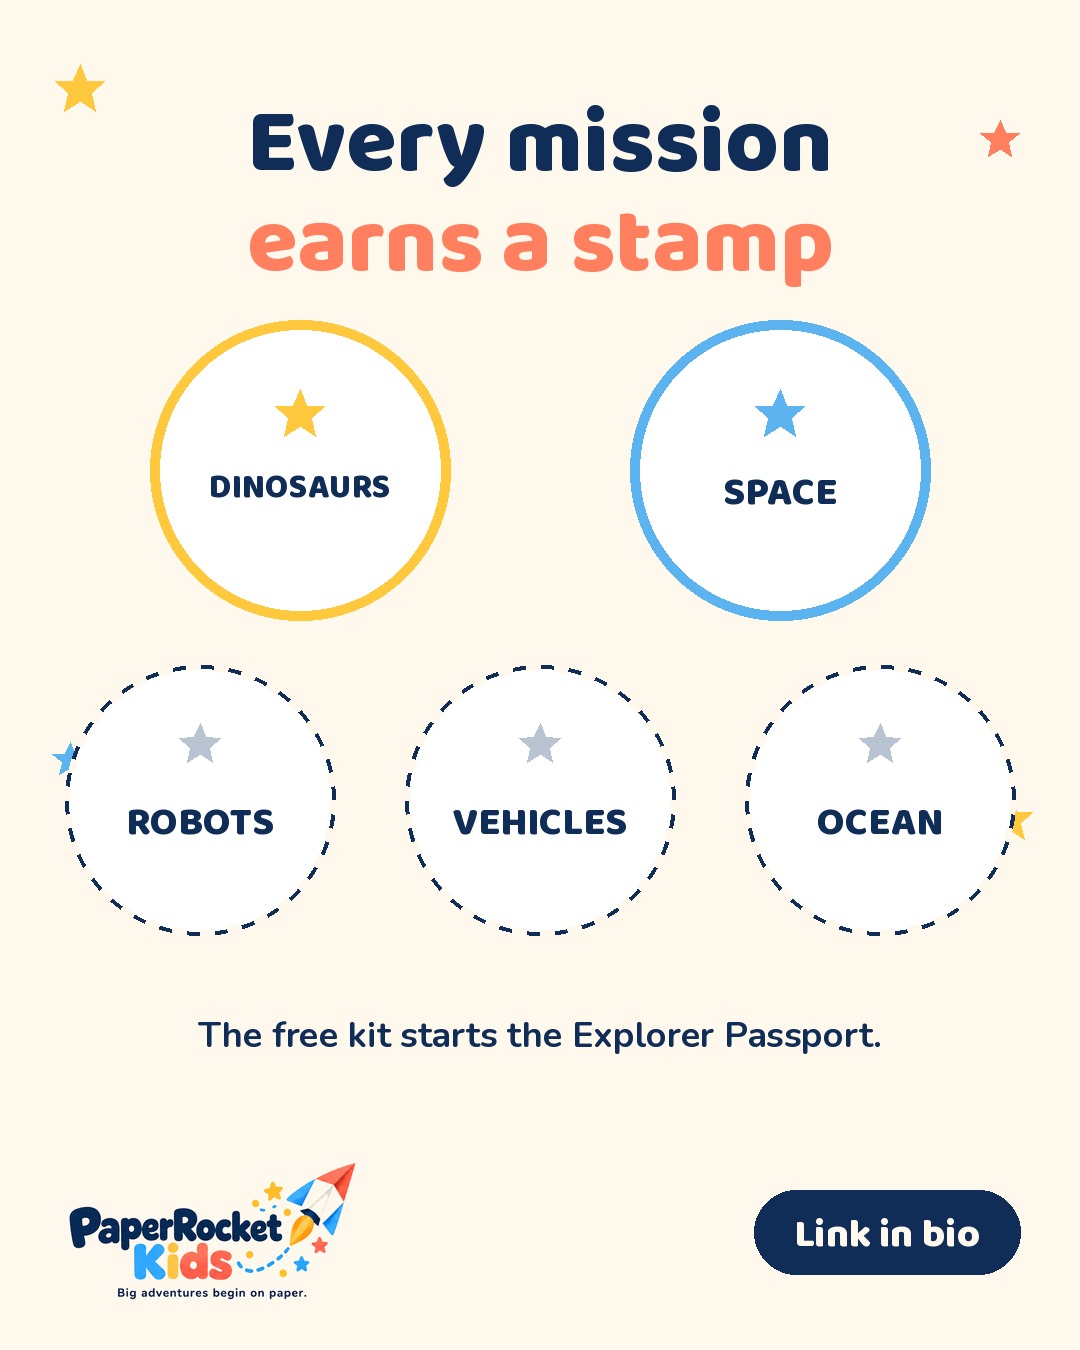 Every mission
earns a stamp
DINOSAURS
SPACE
ROBOTS
VEHICLES
OCEAN
The free kit starts the Explorer Passport.
PaperRocket
Kids
Big adventures begin on paper.
Link in bio